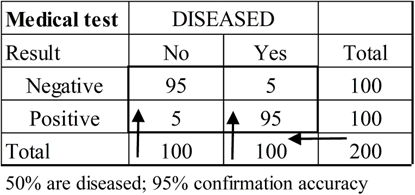 Medical test DISEASED
Result No Yes Total
Negative 95 5 100
Positive 5 95 100
Total 100 100 200
50% are diseased; 95% confirmation accuracy